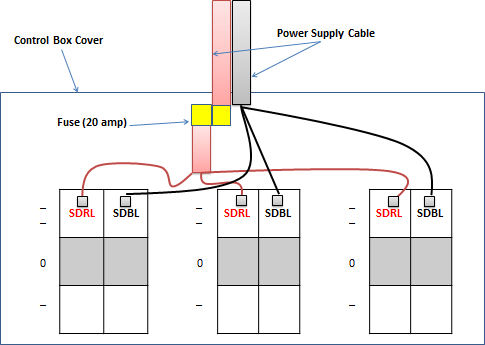 Power Supply Cable
Control Box Cover
Fuse (20 amp)
SDRL SDBL SDRL SDBL SDRL SDBL
– – –
– – –
0 0 0
– – –